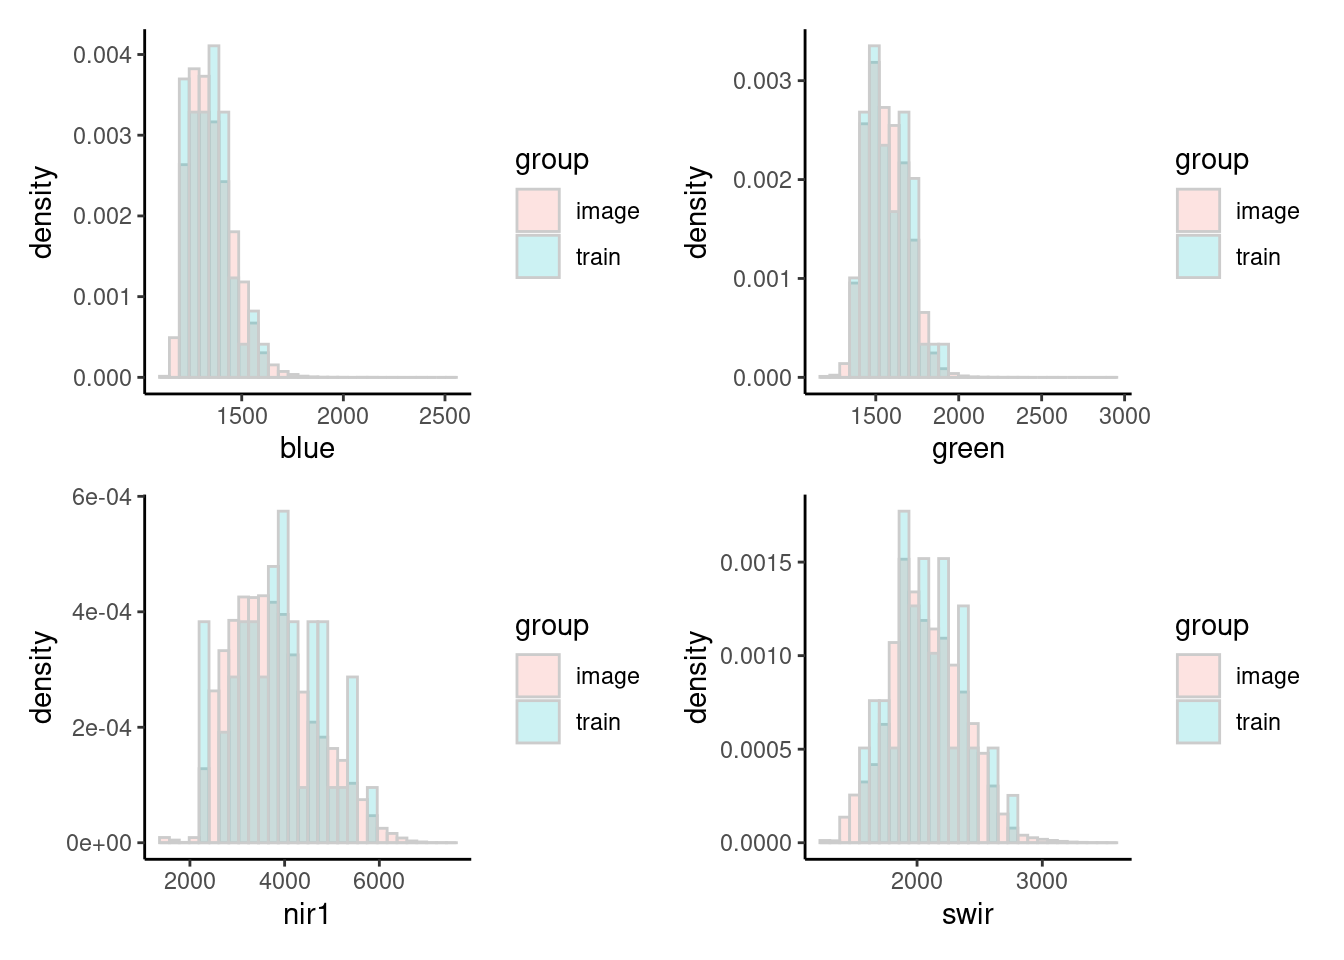 density
0.004
0.003
0.002
0.001
0.000
1500 2000 2500
blue
group
image
train
density
0.003
0.002
0.001
0.000
1500 2000 2500 3000
green
group
image
train
density
6e-04
4e-04
2e-04
0e+00
2000 4000 6000
nir1
group
image
train
density
0.0015
0.0010
0.0005
0.0000
2000 3000
swir
group
image
train